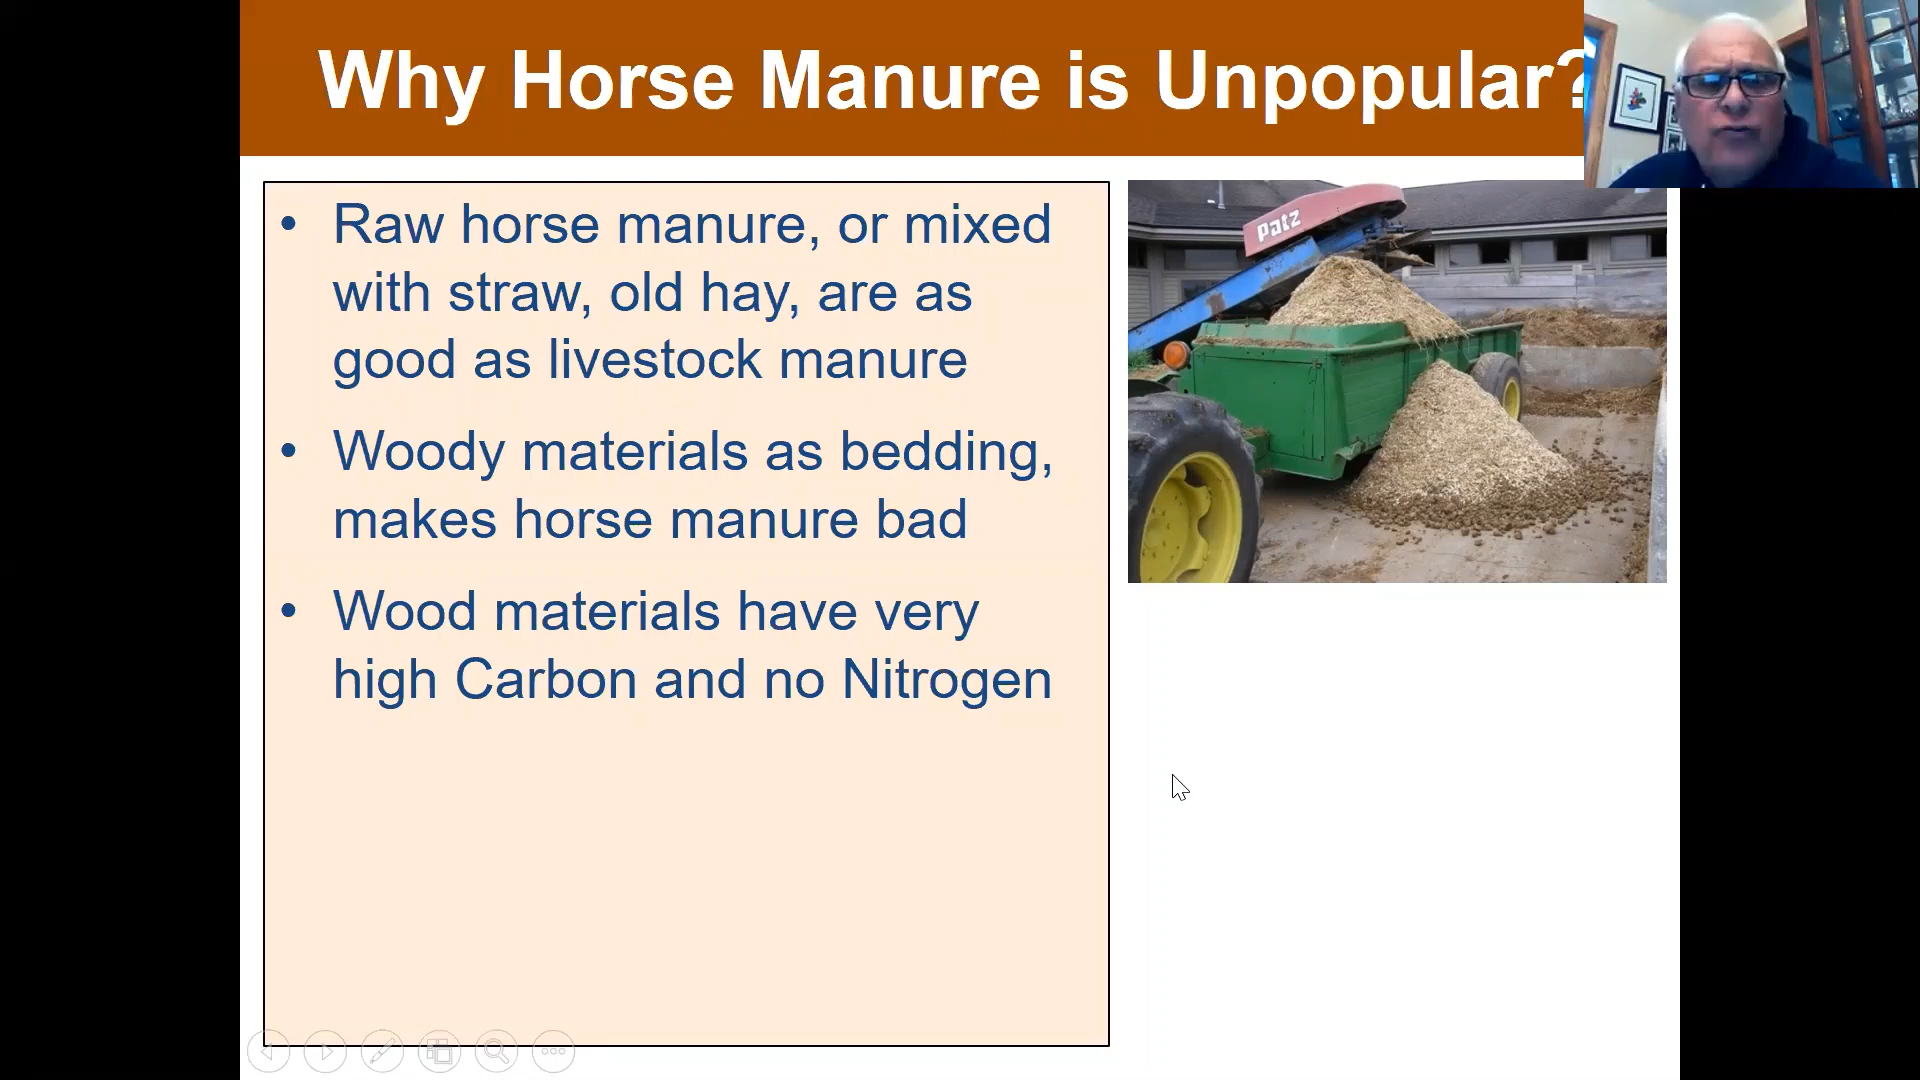 Why Horse Manure is Unpopular?
• Raw horse manure, or mixed
with straw, old hay, are as
good as livestock manure
• Woody materials as bedding,
makes horse manure bad
• Wood materials have very
high Carbon and no Nitrogen
Patz